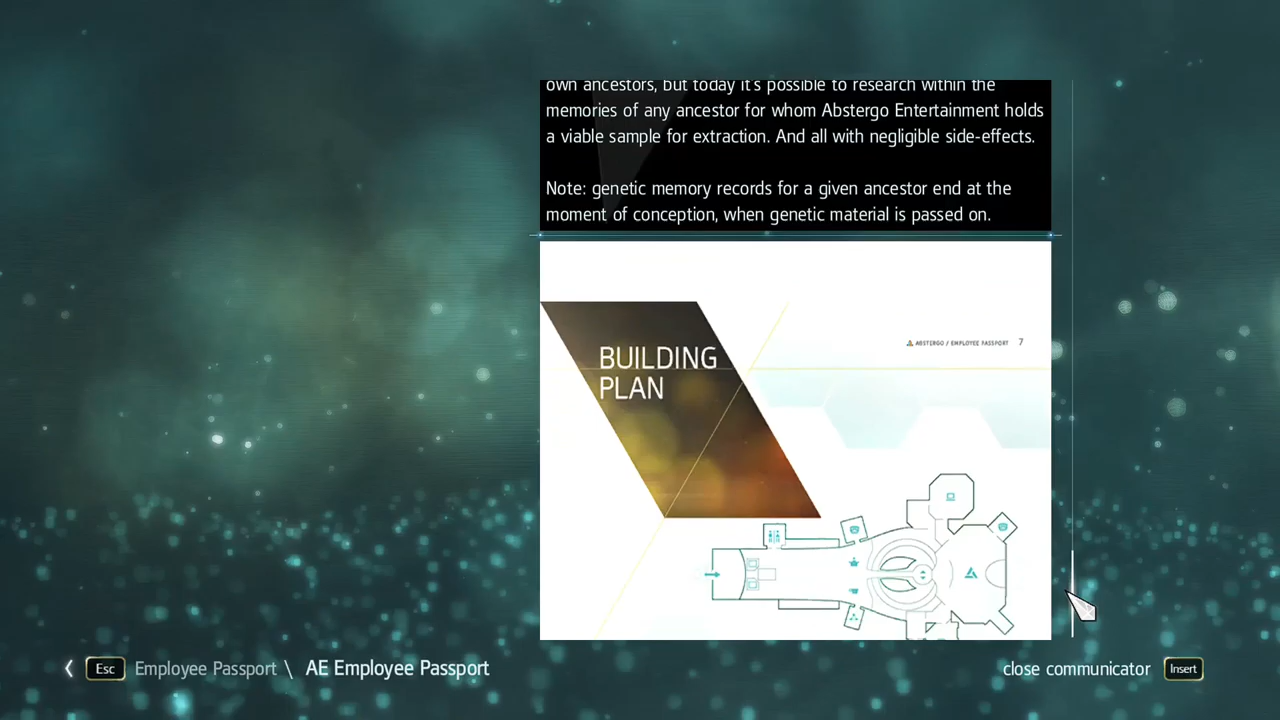 own ancestors, but today it's possible to research within the
memories of any ancestor for whom Abstergo Entertainment holds
a viable sample for extraction. And all with negligible side-effects.
Note: genetic memory records for a given ancestor end at the
moment of conception, when genetic material is passed on.
ABSTERGO / EMPLOYEE PASSPORT 7
BUILDING
PLAN
Esc Employee Passport \ AE Employee Passport
close communicator Insert